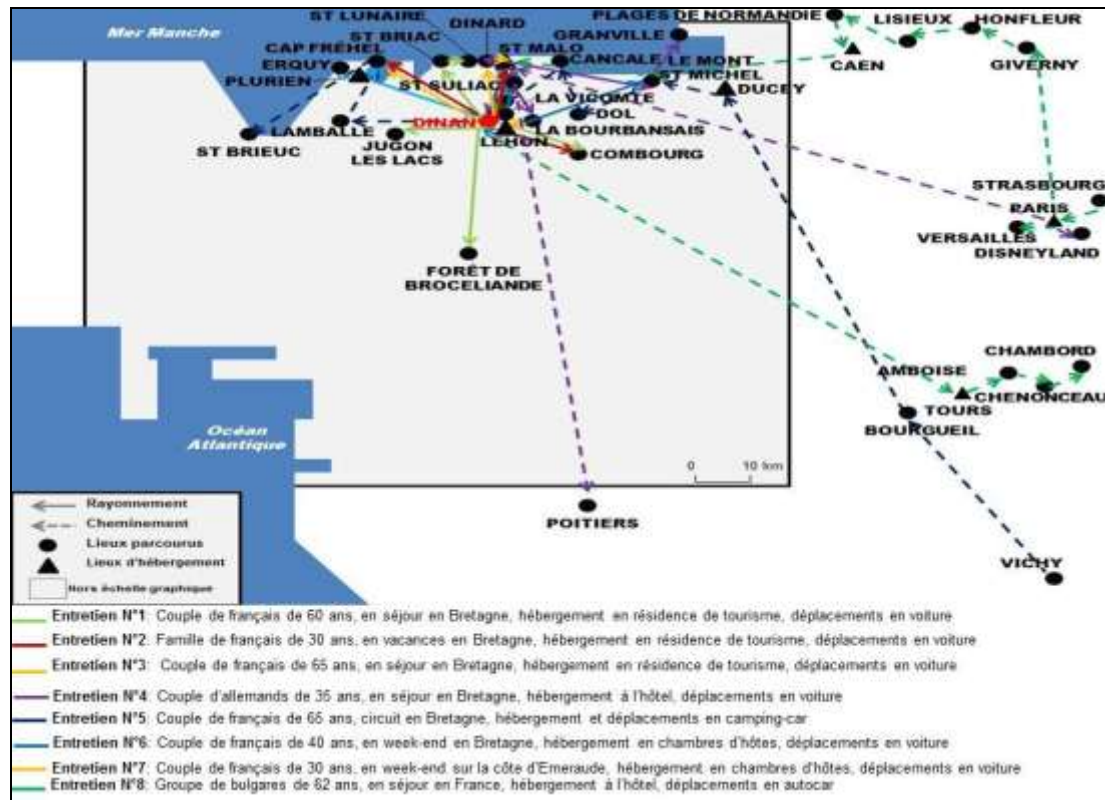 ST LUNAIRE
DINARD
PLAGES DE NORMANDIE
LISIEUX
HONFLEUR
Mer Manche
ST BRIAC
GRANVILLE
CAP FRÉHEL
ST MALO
ERQUY
CANCALE
LE MONT
ST MICHEL
CAEN
GIVERNY
PLURIEN
ST SULIAC
LA VICOMTE
DUCEY
DINAN
DOL
LAMBALLE
LA BOURBANSAIS
ST BRIEUC
JUGON
LES LACS
LEHON
COMBOURG
STRASBOURG
PARIS
VERSAILLES
DISNEYLAND
FORÊT DE
BROCELIANDE
CHAMBORD
AMBOISE
CHENONCEAU
TOURS
BOURGUEIL
Océan
Atlantique
0 10 km
Rayonnement
Cheminement
Lieux parcourus
Lieux d'hébergement
Hors échelle graphique
POITIERS
VICHY
Entretien N°1: Couple de français de 60 ans, en séjour en Bretagne, hébergement en résidence de tourisme, déplacements en voiture
Entretien N°2: Famille de français de 30 ans, en vacances en Bretagne, hébergement en résidence de tourisme, déplacements en voiture
Entretien N°3: Couple de français de 65 ans, en séjour en Bretagne, hébergement en résidence de tourisme, déplacements en voiture
Entretien N°4: Couple d'allemands de 35 ans, en séjour en Bretagne, hébergement à l'hôtel, déplacements en voiture
Entretien N°5: Couple de français de 65 ans, circuit en Bretagne, hébergement et déplacements en camping-car
Entretien N°6: Couple de français de 40 ans, en week-end en Bretagne, hébergement en chambres d'hôtes, déplacements en voiture
Entretien N°7: Couple de français de 30 ans, en week-end sur la côte d'Emeraude, hébergement en chambres d'hôtes, déplacements en voiture
Entretien N°8: Groupe de bulgares de 62 ans, en séjour en France, hébergement à l'hôtel, déplacements en autocar